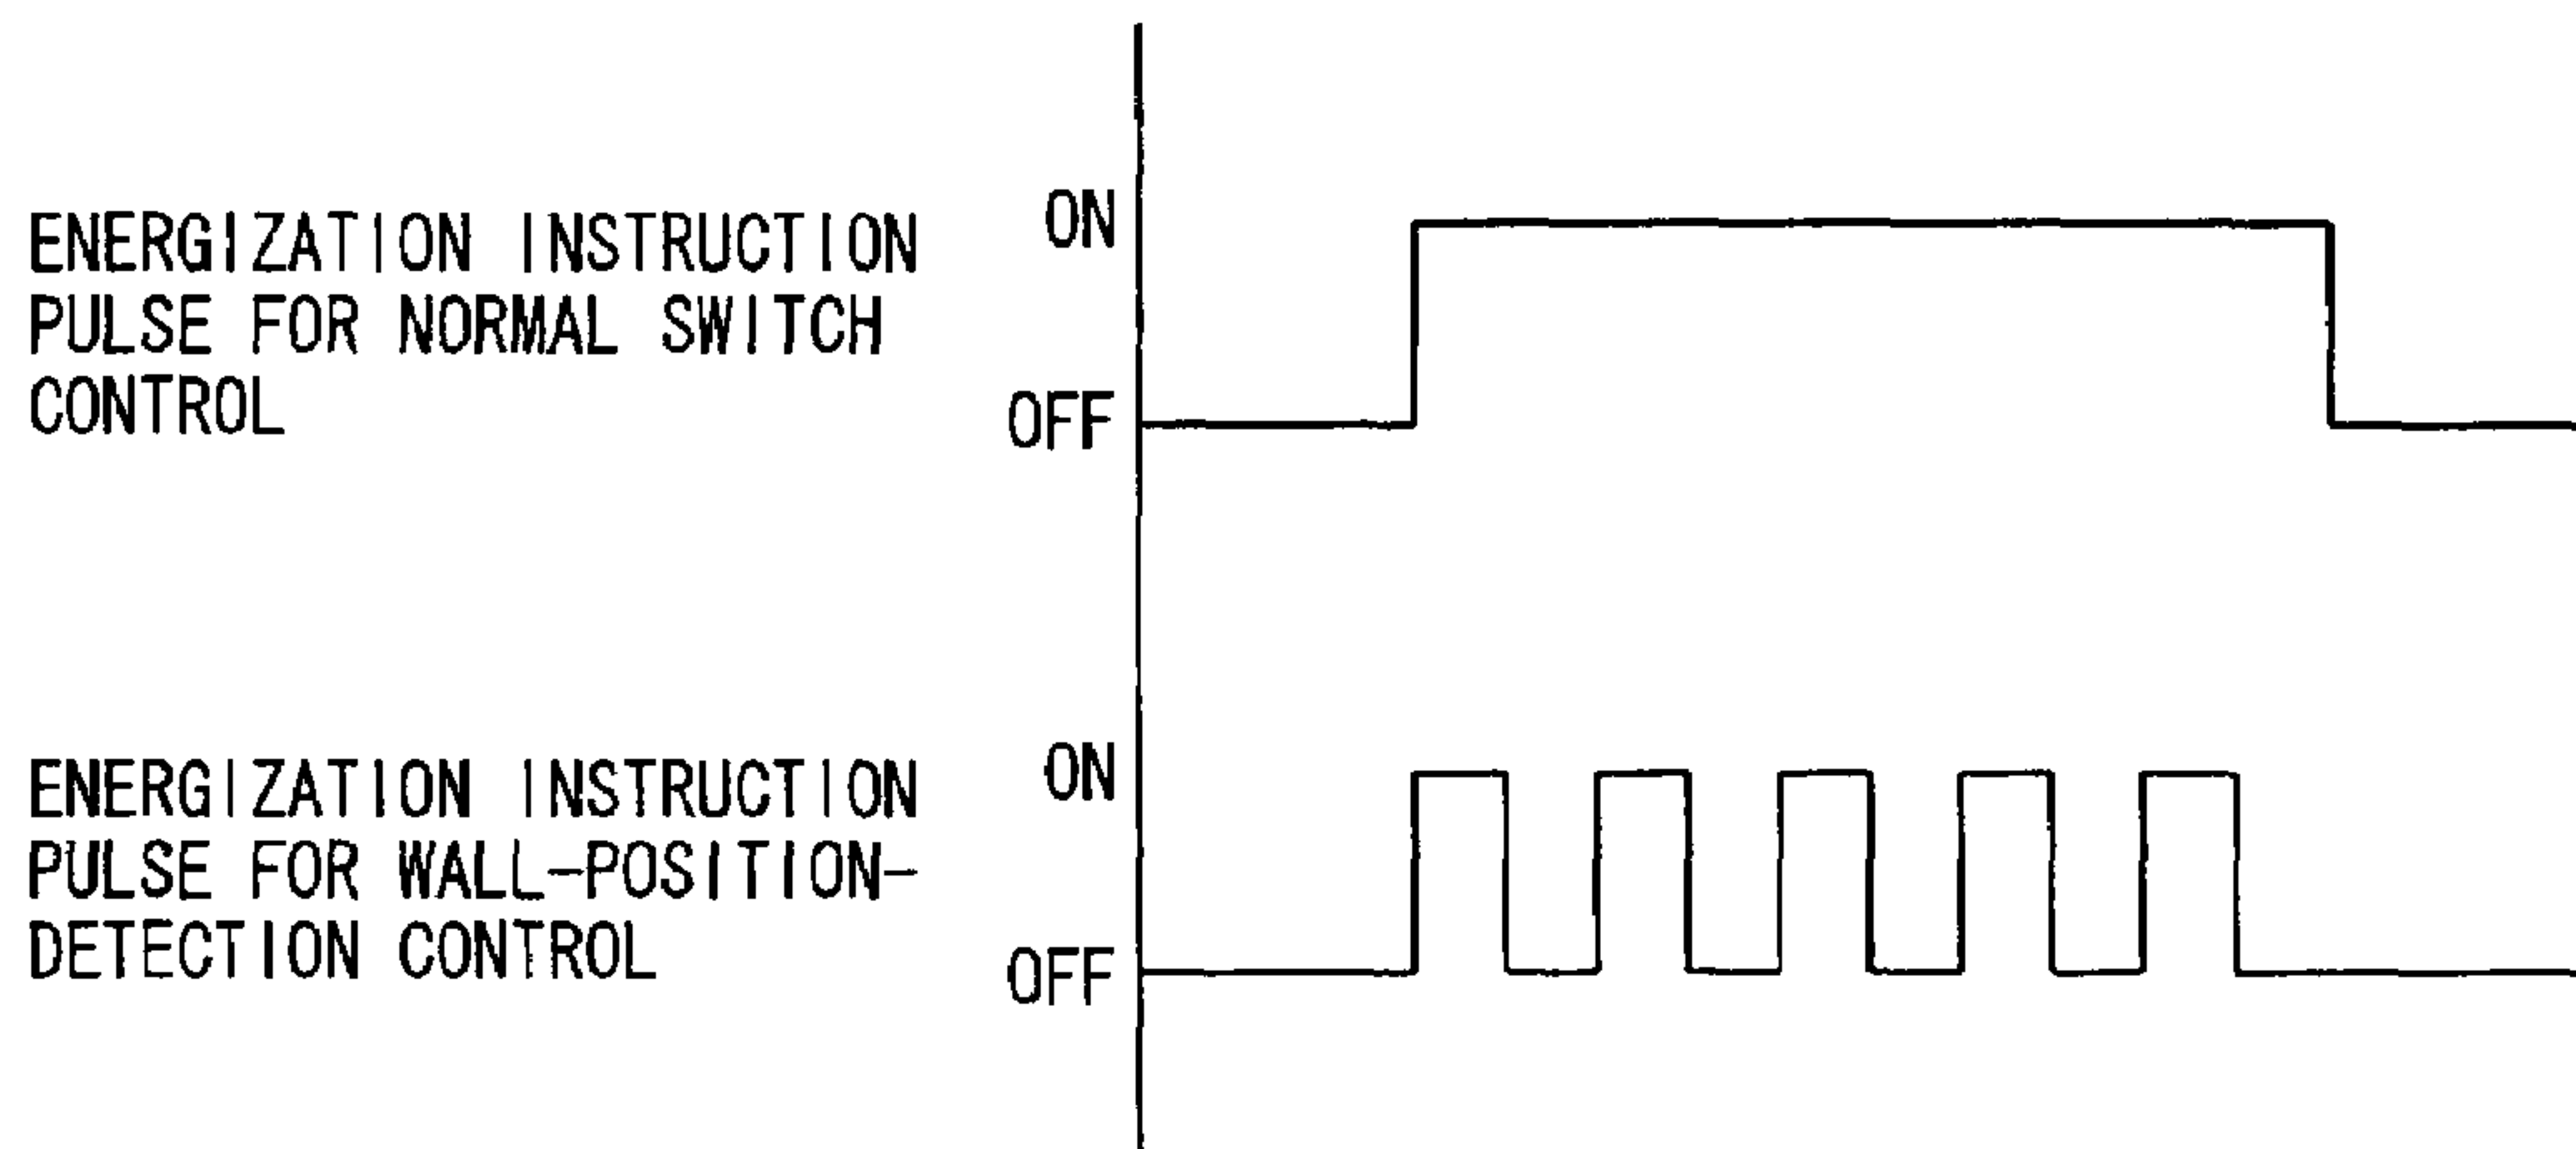 ENERGIZATION INSTRUCTION
PULSE FOR NORMAL SWITCH
CONTROL
ON
OFF
ENERGIZATION INSTRUCTION
PULSE FOR WALL-POSITION-
DETECTION CONTROL
ON
OFF